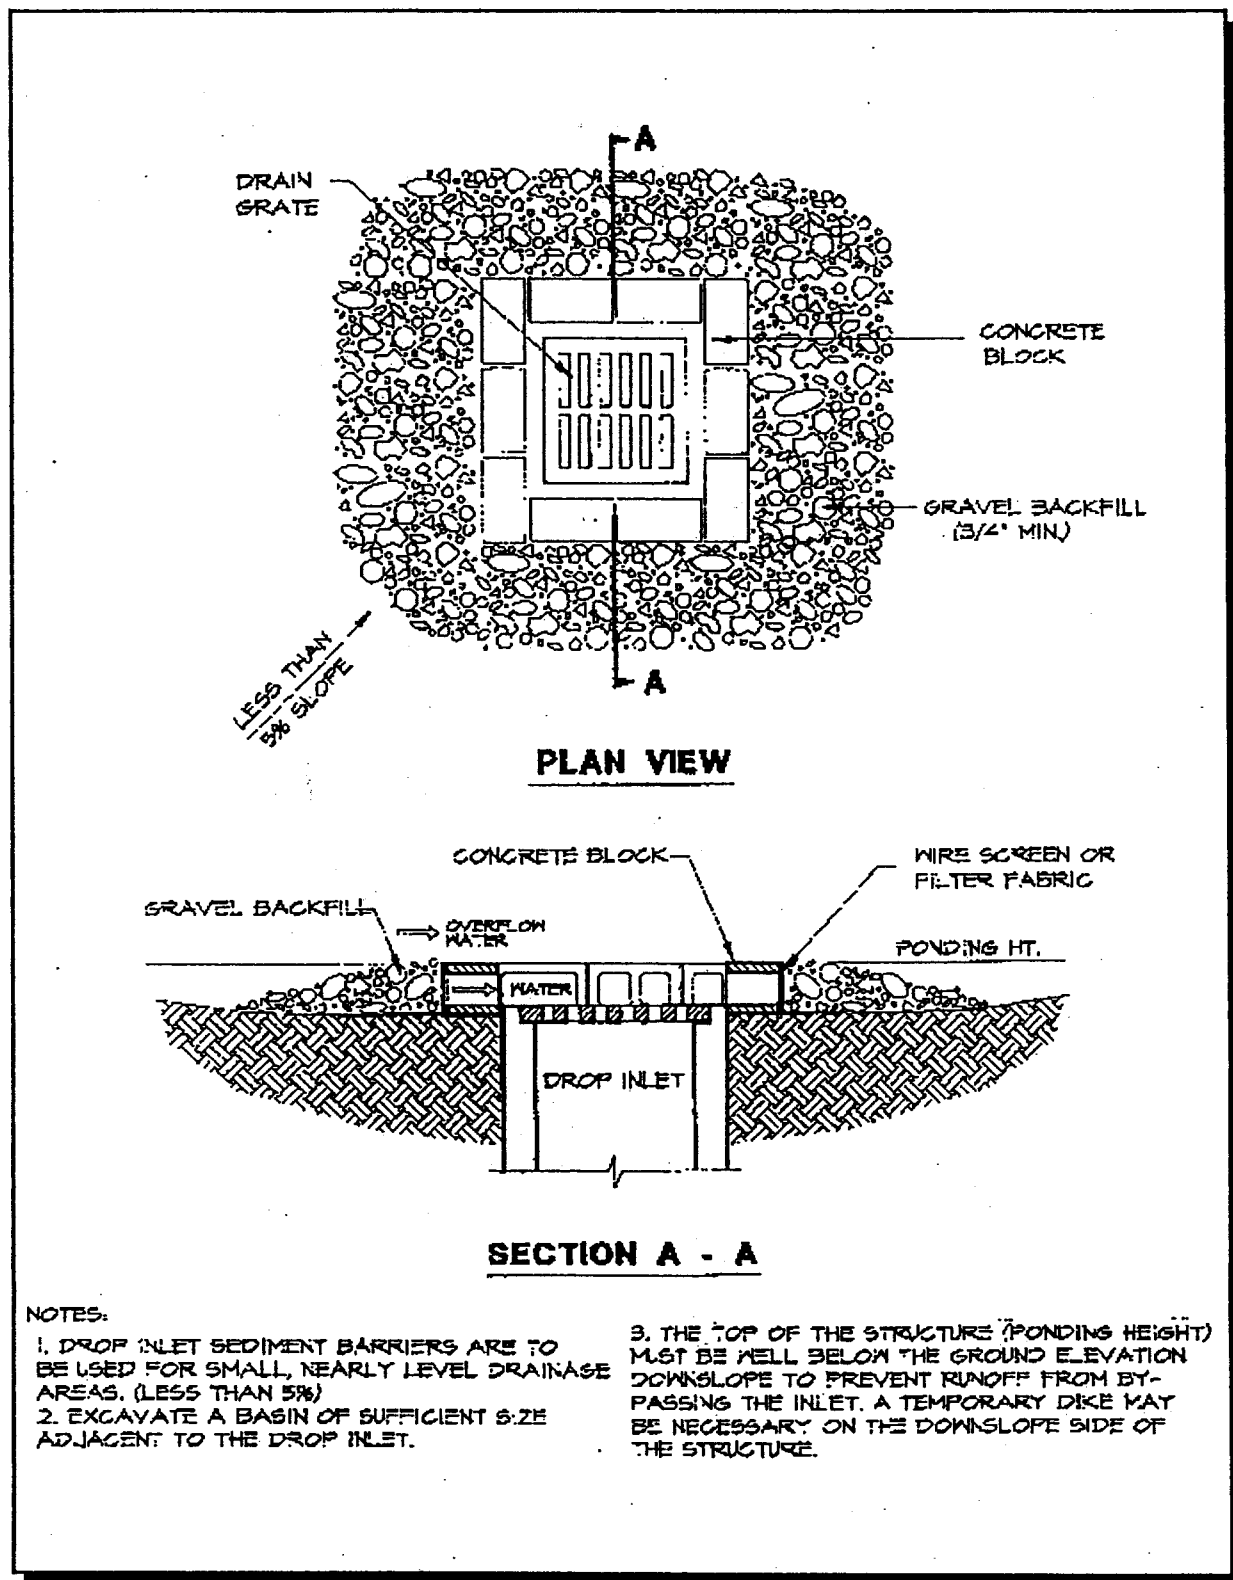 A
DRAIN
GRATE
CONCRETE
BLOCK
GRAVEL BACKFILL
(3/4" MIN.)
LESS THAN
5% SLOPE
A
PLAN VIEW
CONCRETE BLOCK
WIRE SCREEN OR
FILTER FABRIC
GRAVEL BACKFILL
OVERFLOW
WATER
PONDING HT.
WATER
DROP INLET
SECTION A - A
NOTES:
1. DROP INLET SEDIMENT BARRIERS ARE TO
BE USED FOR SMALL, NEARLY LEVEL DRAINAGE
AREAS. (LESS THAN 5%)
2. EXCAVATE A BASIN OF SUFFICIENT SIZE
ADJACENT TO THE DROP INLET.
3. THE TOP OF THE STRUCTURE (PONDING HEIGHT)
MUST BE WELL BELOW THE GROUND ELEVATION
DOWNSLOPE TO PREVENT RUNOFF FROM BY-
PASSING THE INLET. A TEMPORARY DIKE MAY
BE NECESSARY ON THE DOWNSLOPE SIDE OF
THE STRUCTURE.